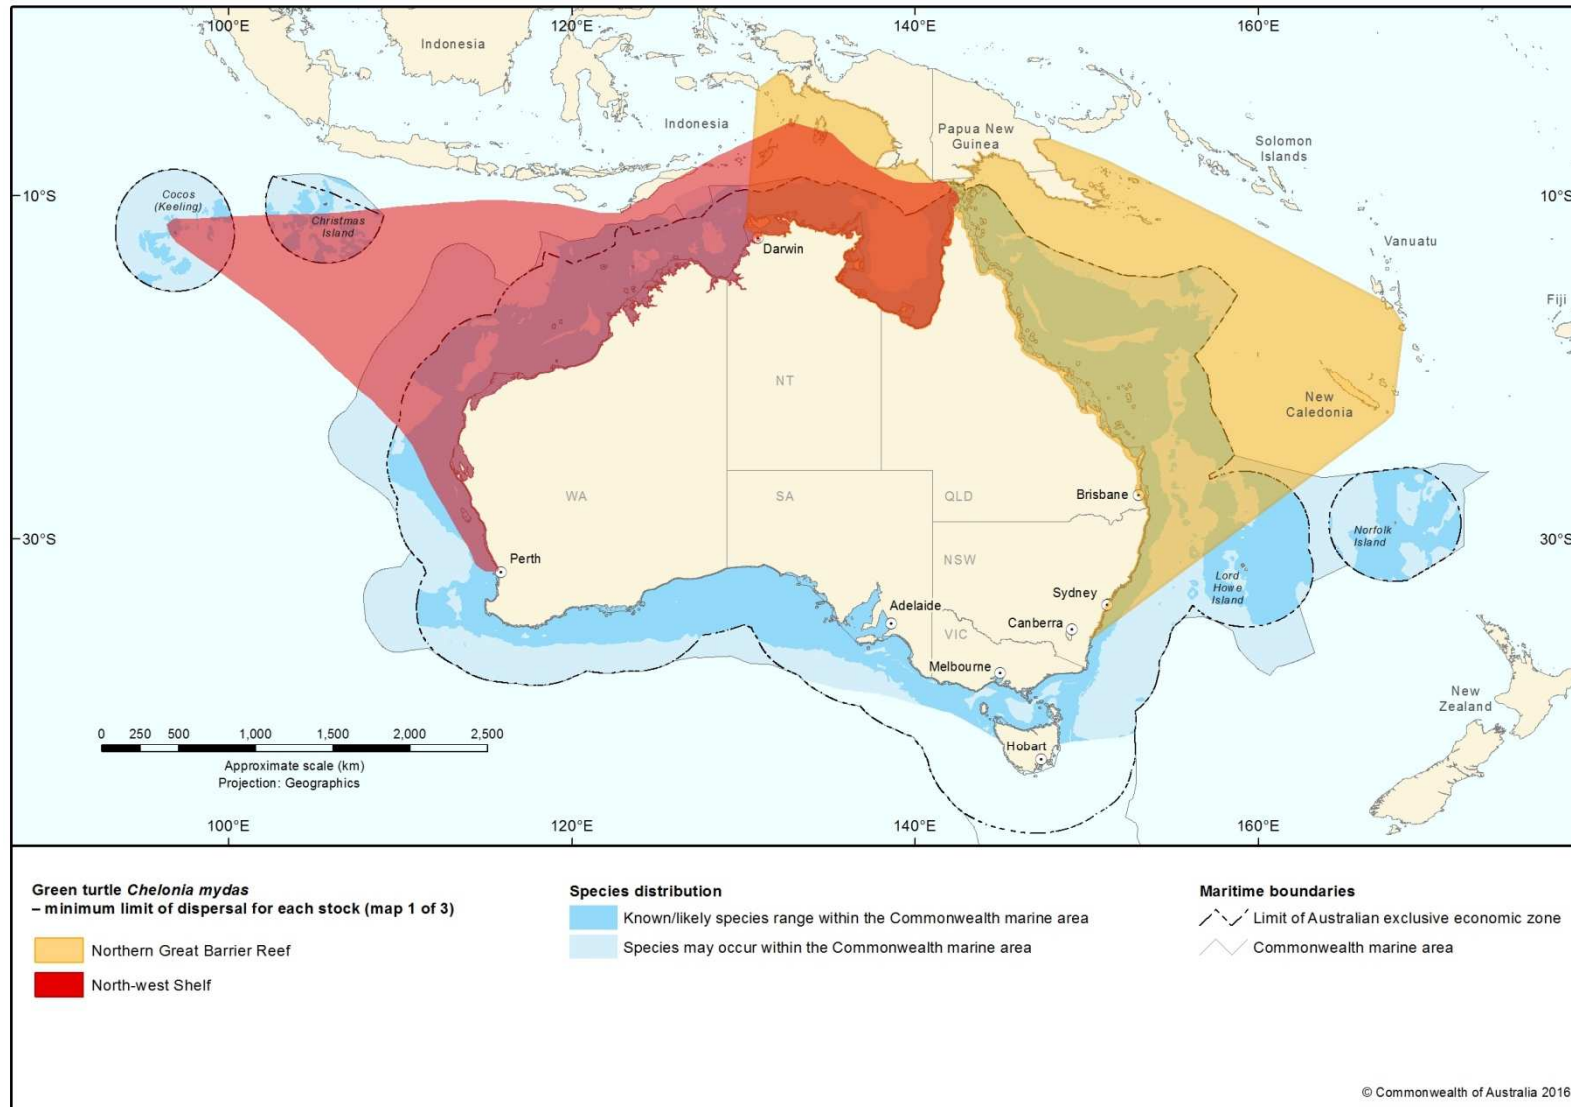 100°E
120°E
140°E
160°E
Indonesia
Indonesia
Papua New
Guinea
Solomon
Islands
10°S
10°S
Cocos
(Keeling)
Christmas
Island
Vanuatu
Darwin
Fiji
NT
New
Caledonia
WA
SA
QLD
Brisbane
Norfolk
Island
30°S
30°S
Perth
NSW
Lord
Howe
Island
Sydney
Adelaide
Canberra
VIC
Melbourne
New
Zealand
Hobart
0 250 500 1,000 1,500 2,000 2,500
Approximate scale (km)
Projection: Geographics
100°E
120°E
140°E
160°E
Green turtle Chelonia mydas
– minimum limit of dispersal for each stock (map 1 of 3)
Northern Great Barrier Reef
North-west Shelf
Species distribution
Known/likely species range within the Commonwealth marine area
Species may occur within the Commonwealth marine area
Maritime boundaries
Limit of Australian exclusive economic zone
Commonwealth marine area
© Commonwealth of Australia 2016